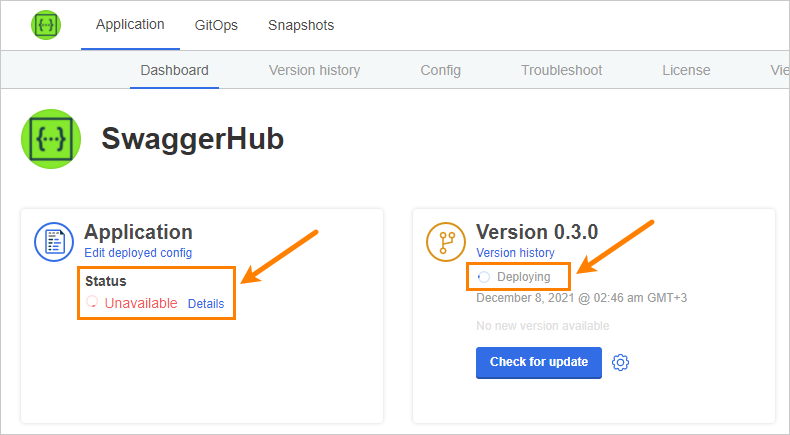 Application GitOps Snapshots
Dashboard Version history Config Troubleshoot License Vie
{···} SwaggerHub
Application
Edit deployed config
Status
Unavailable Details
Version 0.3.0
Version history
Deploying
December 8, 2021 @ 02:46 am GMT+3
No new version available
Check for update